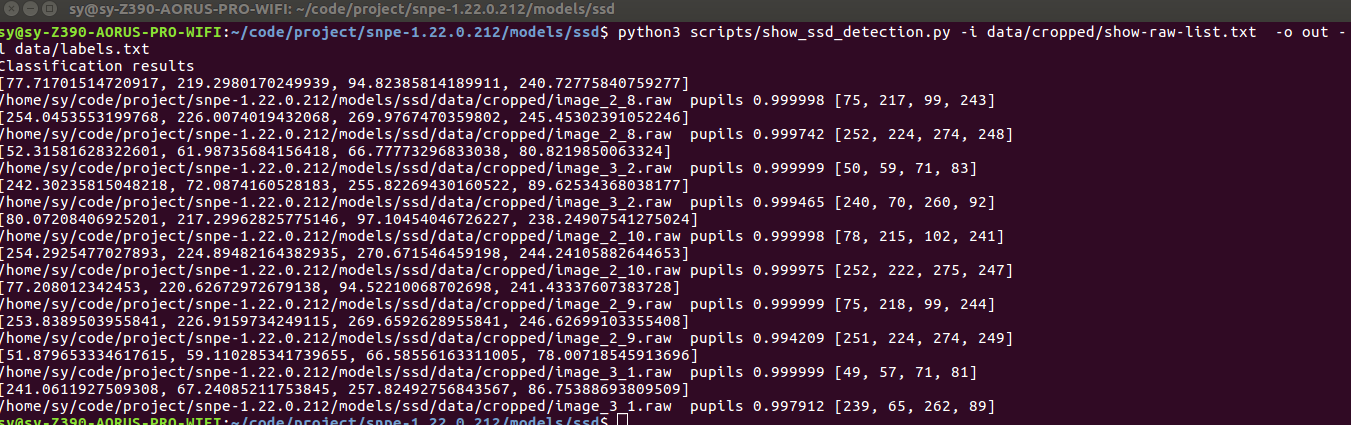 sy@sy-Z390-AORUS-PRO-WIFI: ~/code/project/snpe-1.22.0.212/models/ssd
sy@sy-Z390-AORUS-PRO-WIFI:~/code/project/snpe-1.22.0.212/models/ssd$ python3 scripts/show_ssd_detection.py -i data/cropped/show-raw-list.txt  -o out -
l data/labels.txt
Classification results
[77.71701514720917, 219.2980170249939, 94.82385814189911, 240.72775840759277]
/home/sy/code/project/snpe-1.22.0.212/models/ssd/data/cropped/image_2_8.raw  pupils 0.999998 [75, 217, 99, 243]
[254.0453553199768, 226.0074019432068, 269.9767470359802, 245.45302391052246]
/home/sy/code/project/snpe-1.22.0.212/models/ssd/data/cropped/image_2_8.raw  pupils 0.999742 [252, 224, 274, 248]
[52.31581628322601, 61.98735684156418, 66.77773296833038, 80.8219850063324]
/home/sy/code/project/snpe-1.22.0.212/models/ssd/data/cropped/image_3_2.raw  pupils 0.999999 [50, 59, 71, 83]
[242.30235815048218, 72.0874160528183, 255.82269430160522, 89.62534368038177]
/home/sy/code/project/snpe-1.22.0.212/models/ssd/data/cropped/image_3_2.raw  pupils 0.999465 [240, 70, 260, 92]
[80.07208406925201, 217.29962825775146, 97.10454046726227, 238.24907541275024]
/home/sy/code/project/snpe-1.22.0.212/models/ssd/data/cropped/image_2_10.raw pupils 0.999998 [78, 215, 102, 241]
[254.2925477027893, 224.89482164382935, 270.671546459198, 244.24105882644653]
/home/sy/code/project/snpe-1.22.0.212/models/ssd/data/cropped/image_2_10.raw pupils 0.999975 [252, 222, 275, 247]
[77.208012342453, 220.62672972679138, 94.52210068702698, 241.43337607383728]
/home/sy/code/project/snpe-1.22.0.212/models/ssd/data/cropped/image_2_9.raw  pupils 0.999999 [75, 218, 99, 244]
[253.8389503955841, 226.9159734249115, 269.6592628955841, 246.62699103355408]
/home/sy/code/project/snpe-1.22.0.212/models/ssd/data/cropped/image_2_9.raw  pupils 0.994209 [251, 224, 274, 249]
[51.879653334617615, 59.110285341739655, 66.58556163311005, 78.00718545913696]
/home/sy/code/project/snpe-1.22.0.212/models/ssd/data/cropped/image_3_1.raw  pupils 0.999999 [49, 57, 71, 81]
[241.0611927509308, 67.24085211753845, 257.82492756843567, 86.75388693809509]
/home/sy/code/project/snpe-1.22.0.212/models/ssd/data/cropped/image_3_1.raw  pupils 0.997912 [239, 65, 262, 89]
sy@sy-Z390-AORUS-PRO-WIFI:~/code/project/snpe-1.22.0.212/models/ssd$